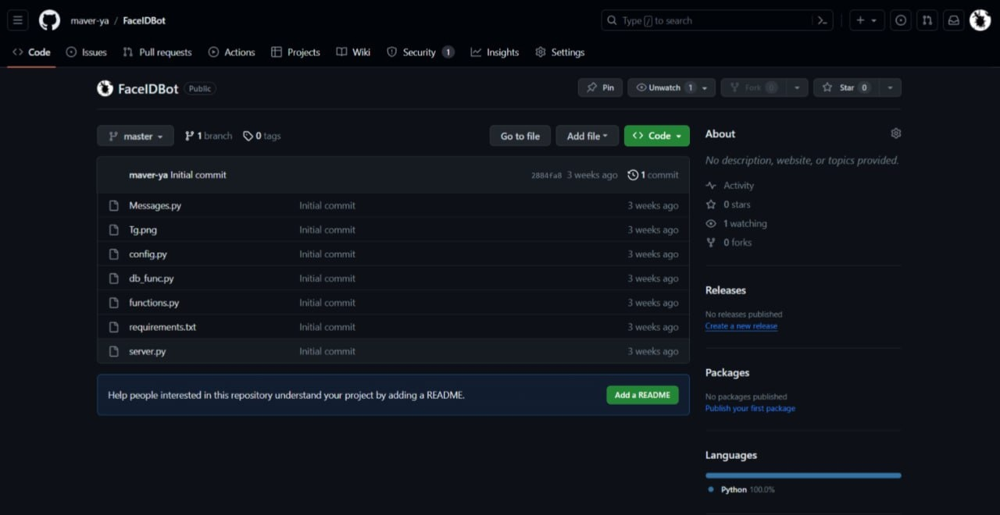 maver-ya / FaceIDBot
Type / to search
Code Issues Pull requests Actions Projects Wiki Security 1 Insights Settings
FaceIDBot Public
Pin Unwatch 1 Fork 0 Star 0
master 1 branch 0 tags Go to file Add file Code
maver-ya Initial commit 2884fa8 3 weeks ago 1 commit
Messages.py Initial commit 3 weeks ago
Tg.png Initial commit 3 weeks ago
config.py Initial commit 3 weeks ago
db_func.py Initial commit 3 weeks ago
functions.py Initial commit 3 weeks ago
requirements.txt Initial commit 3 weeks ago
server.py Initial commit 3 weeks ago
Help people interested in this repository understand your project by adding a README. Add a README
About
No description, website, or topics provided.
Activity
0 stars
1 watching
0 forks
Releases
No releases published
Create a new release
Packages
No packages published
Publish your first package
Languages
Python 100.0%